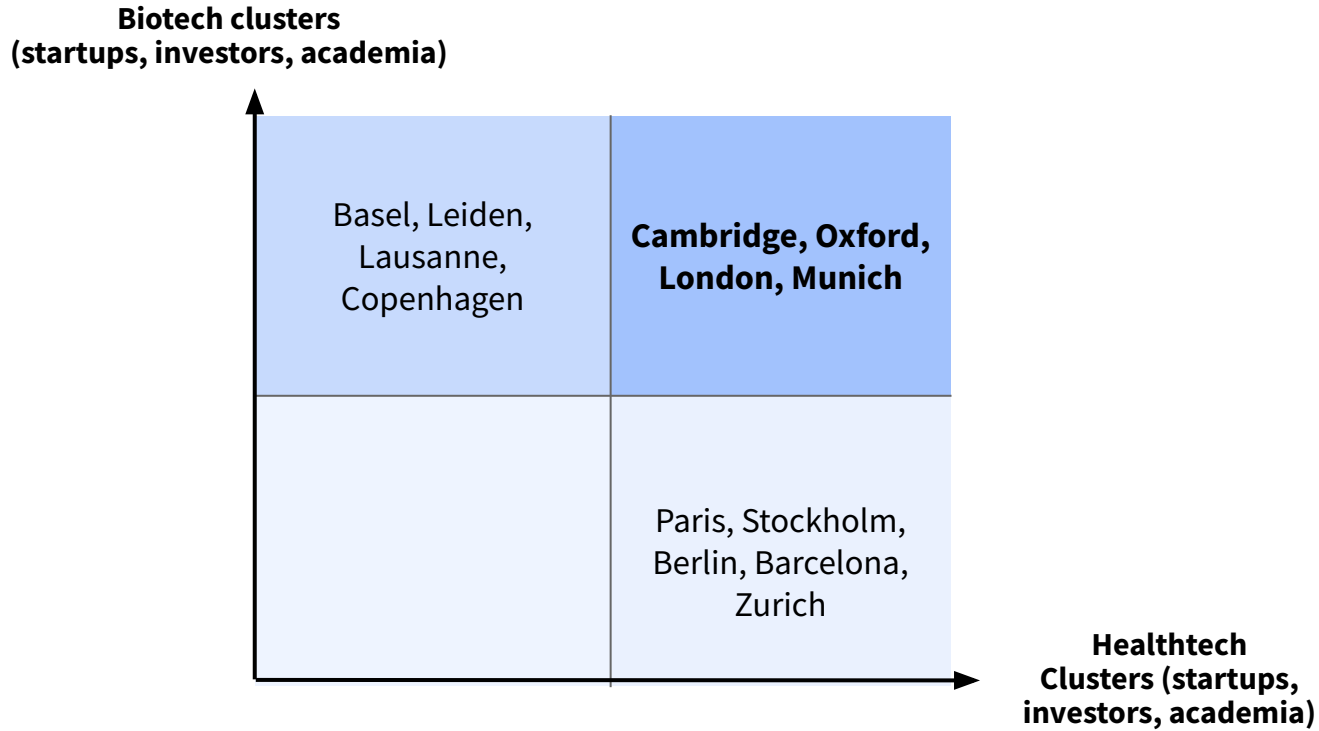 Biotech clusters
(startups, investors, academia)
Basel, Leiden,
Lausanne,
Copenhagen
Cambridge, Oxford,
London, Munich
Paris, Stockholm,
Berlin, Barcelona,
Zurich
Healthtech
Clusters (startups,
investors, academia)